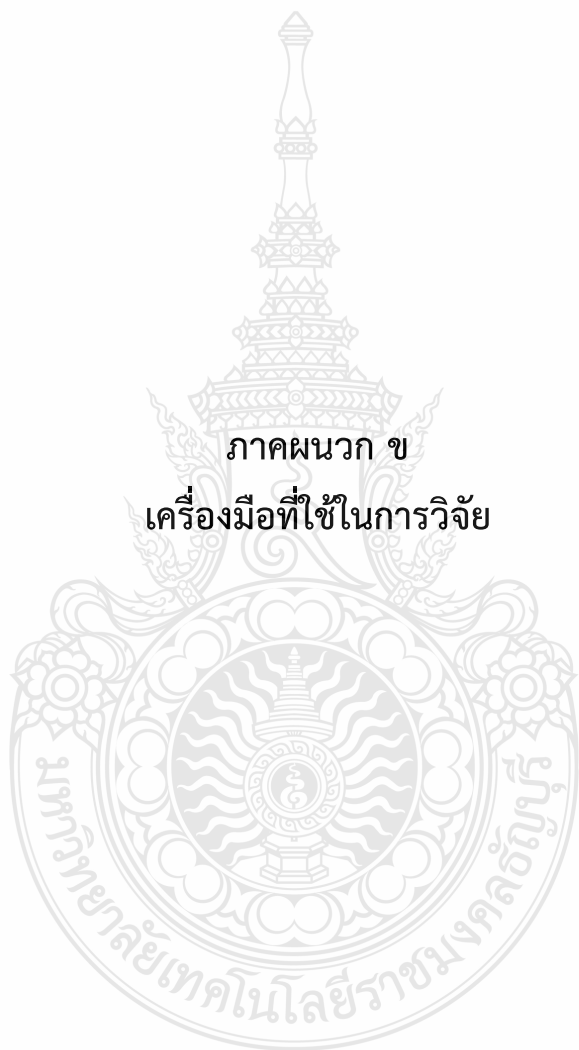 ภาคผนวก ข
เครื่องมือที่ใช้ในการวิจัย
มหาวิทยาลัยเทคโนโลยีราชมงคลธัญบุรี